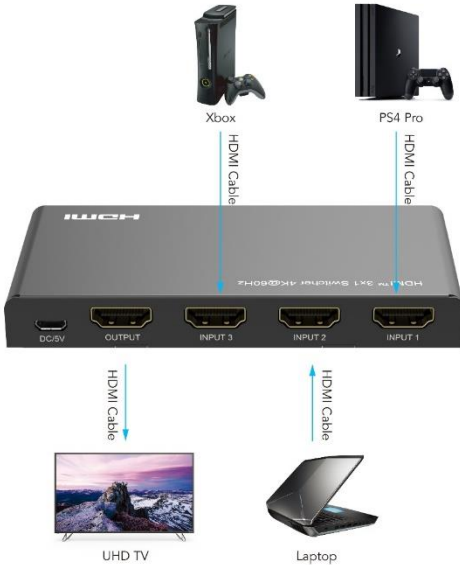 Xbox
PS4 Pro
HDMI Cable
HDMI Cable
HDMI
HDMI™ 3x1 Switcher 4K@60Hz
DC/5V
OUTPUT
INPUT 3
INPUT 2
INPUT 1
HDMI Cable
HDMI Cable
UHD TV
Laptop